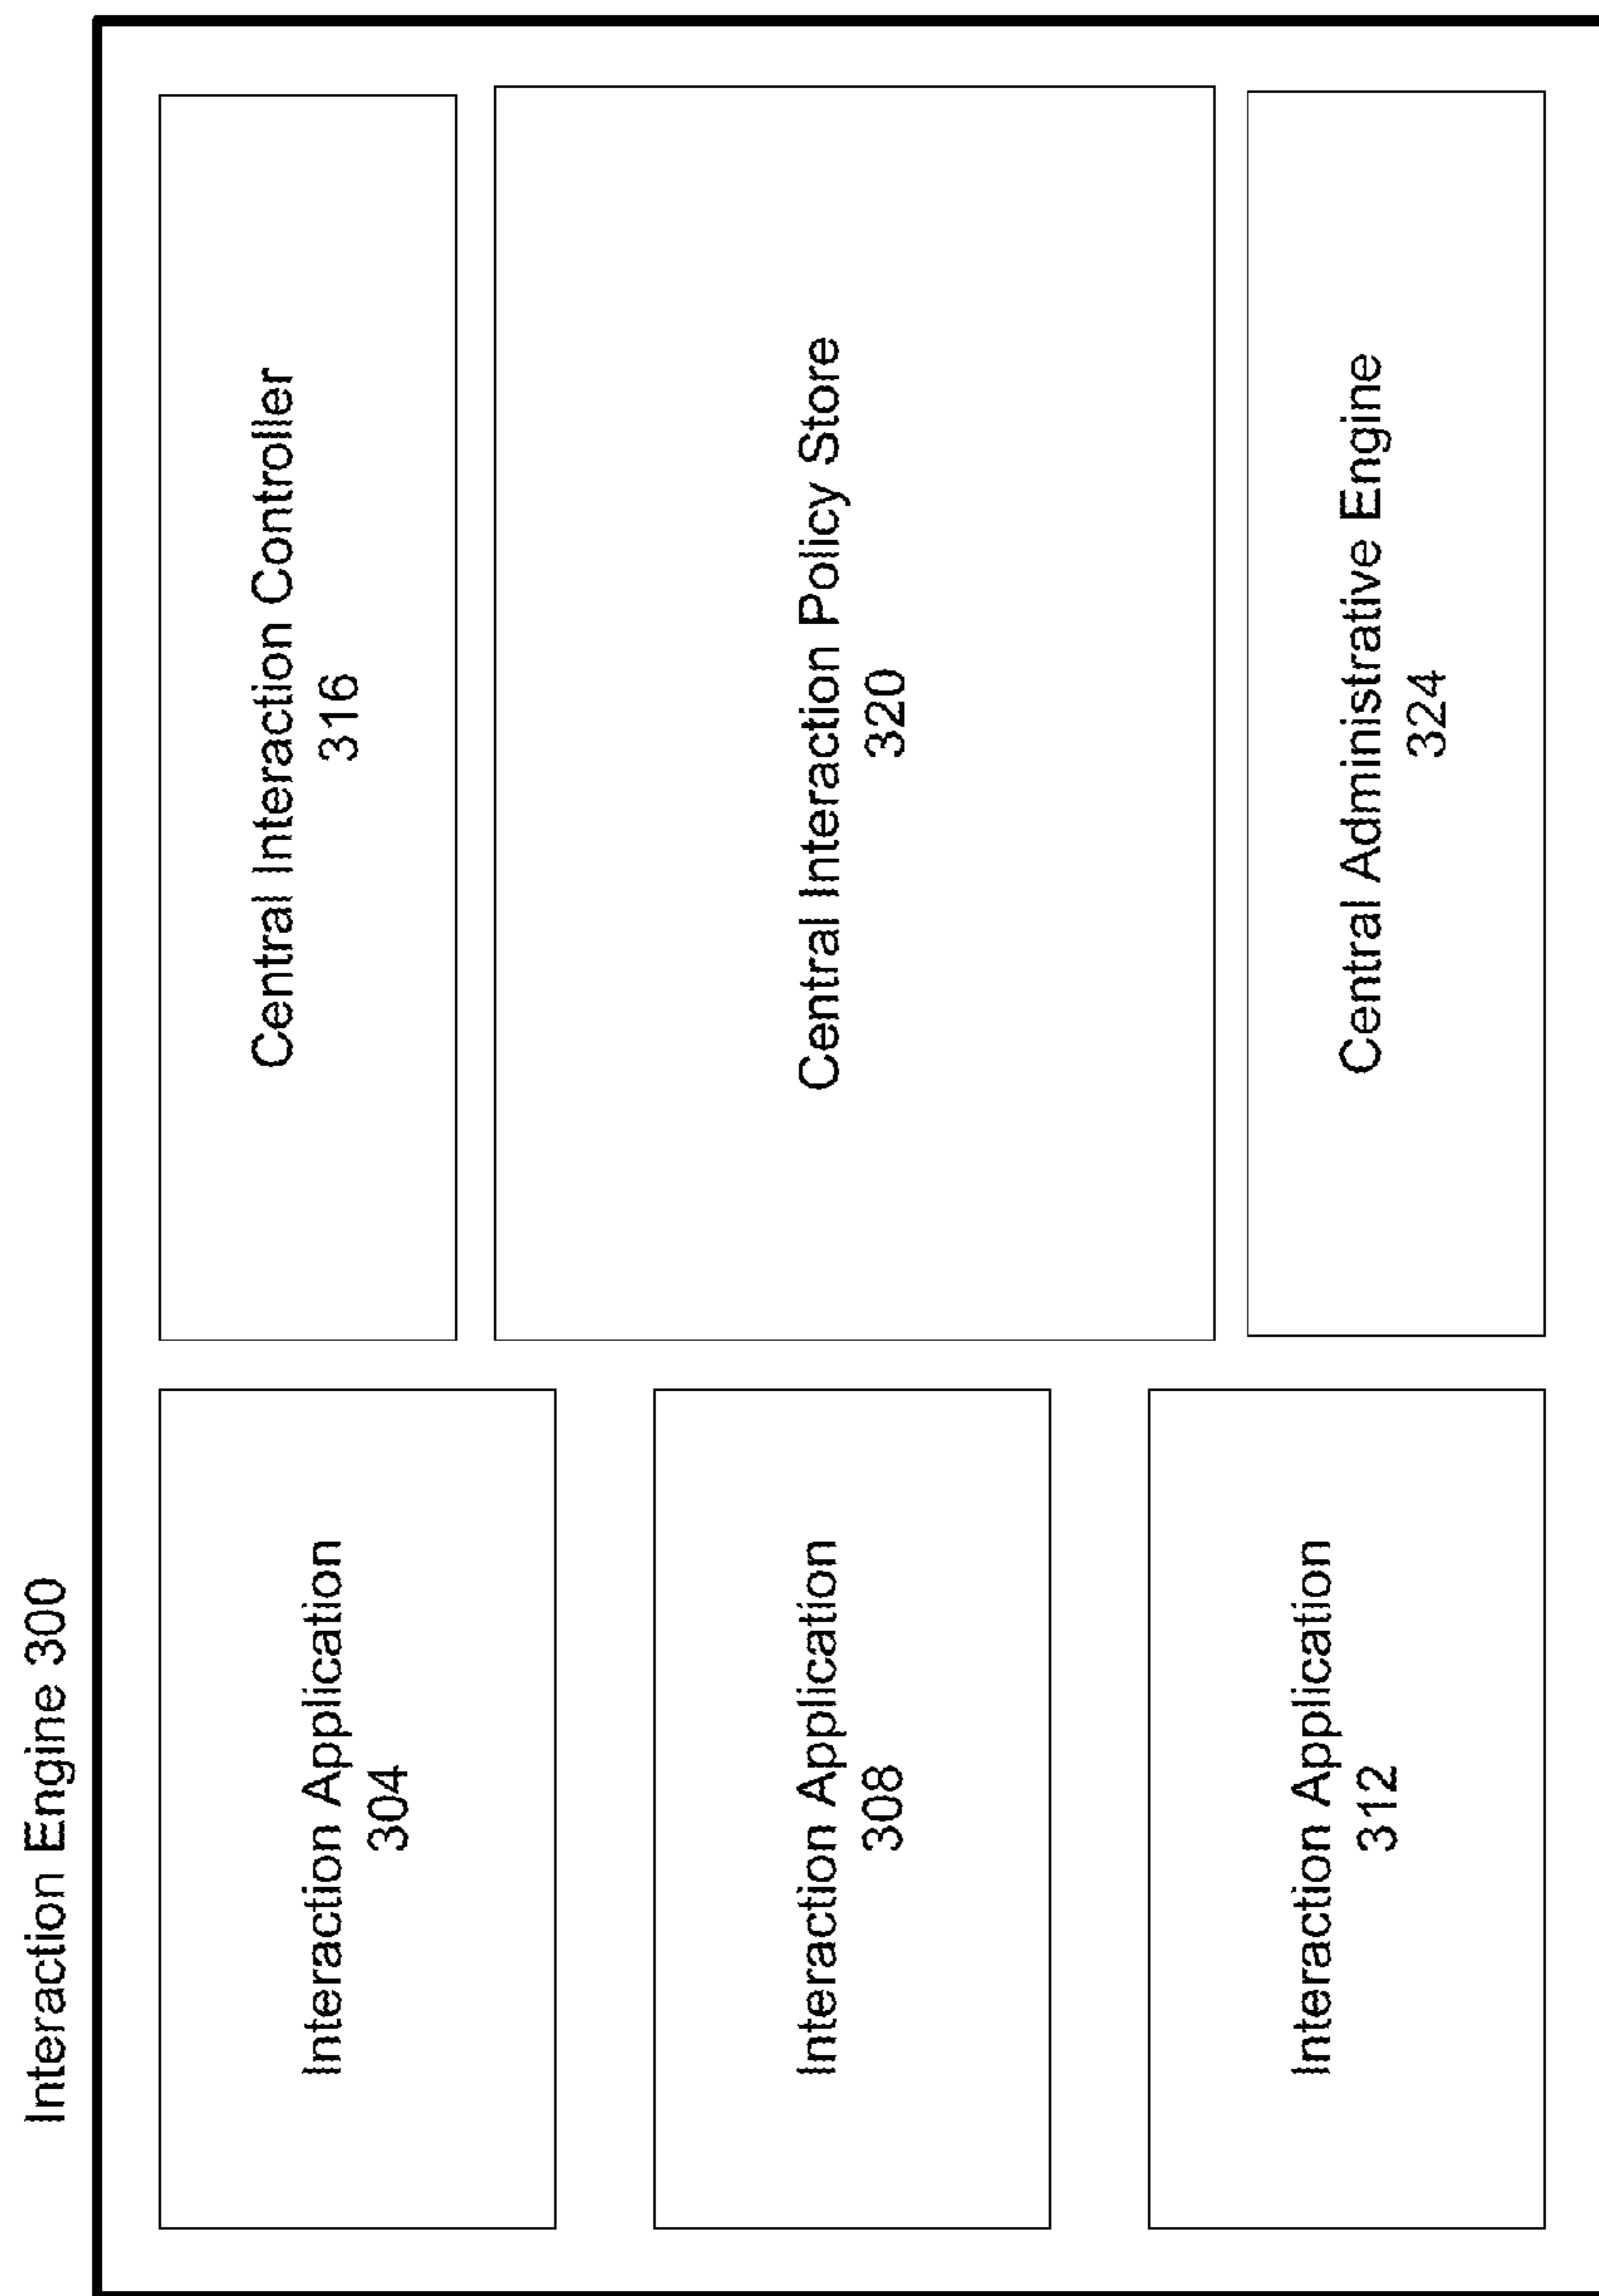 Interaction Engine 300
Interaction Application
304
Central Interaction Controller
316
Interaction Application
308
Central Interaction Policy Store
320
Interaction Application
312
Central Administrative Engine
324